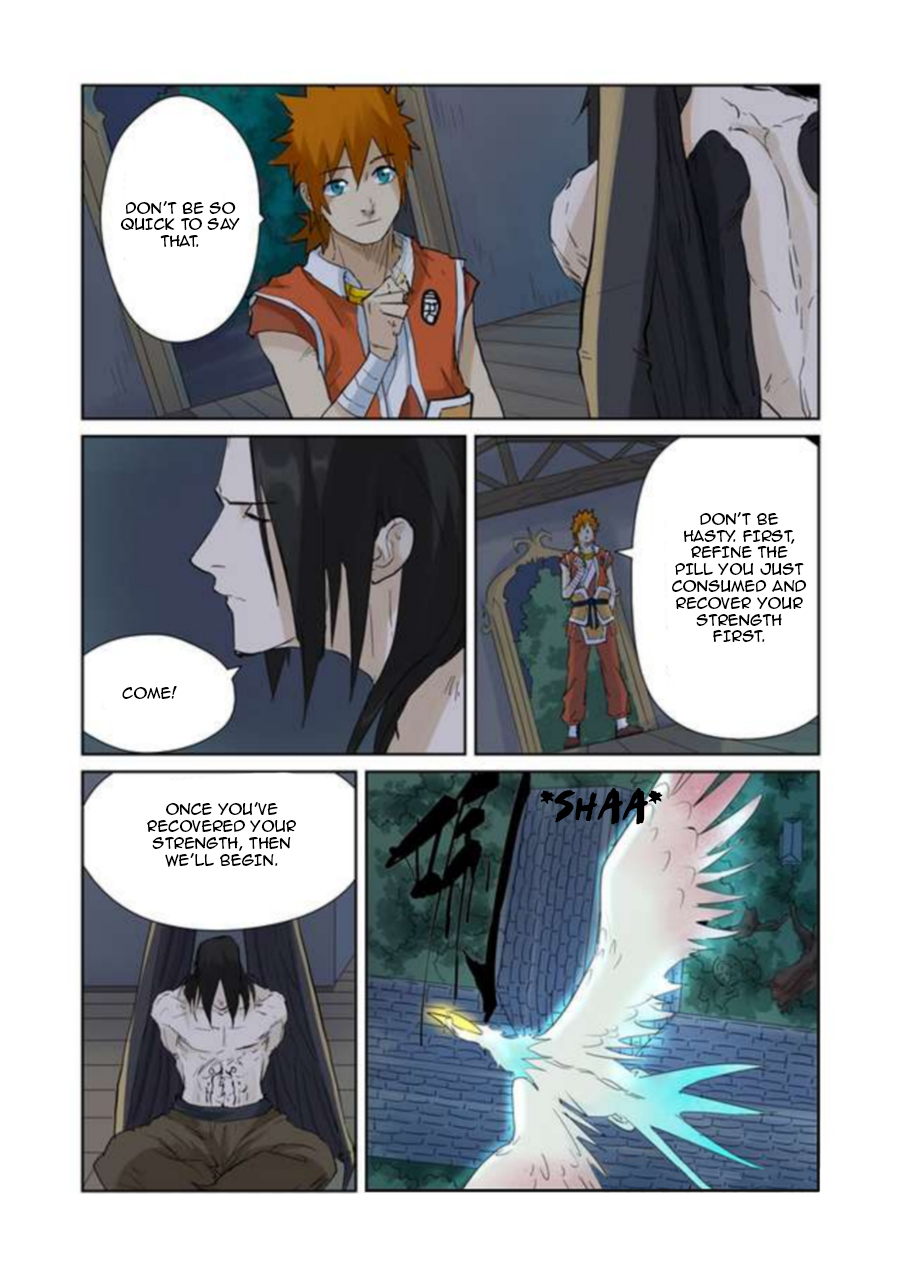 DON'T BE SO
QUICK TO SAY
THAT.
COME!
DON'T BE
HASTY. FIRST,
REFINE THE
PILL YOU JUST
CONSUMED AND
RECOVER YOUR
STRENGTH
FIRST.
ONCE YOU'VE
RECOVERED YOUR
STRENGTH, THEN
WE'LL BEGIN.
*SHAA*